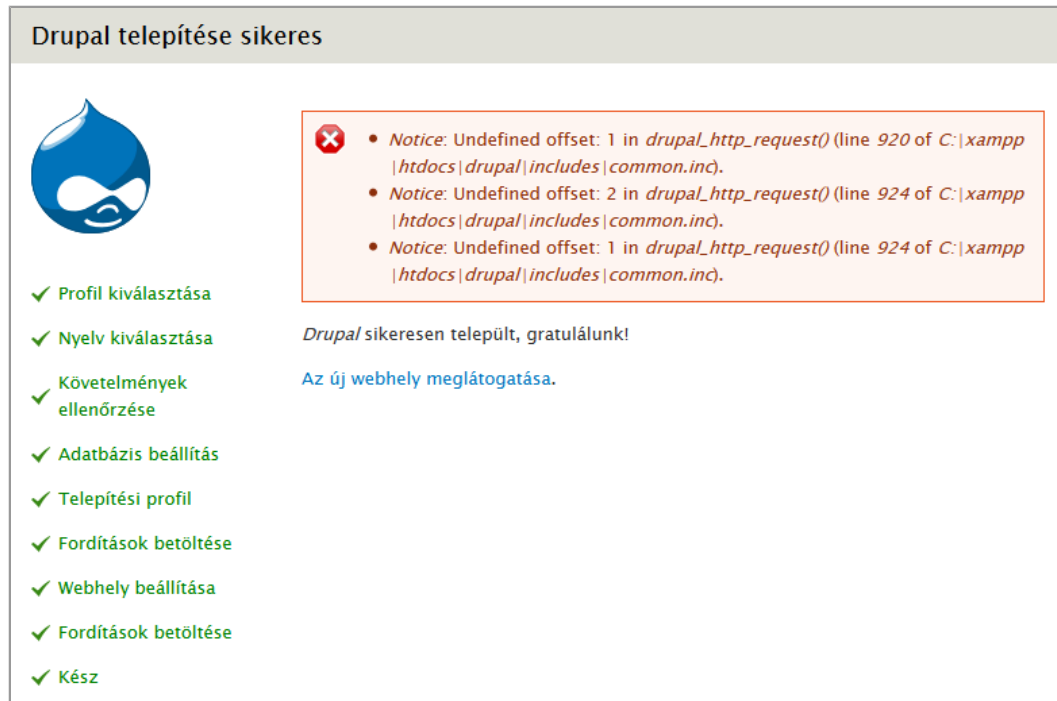 Drupal telepítése sikeres
• Notice: Undefined offset: 1 in drupal_http_request() (line 920 of C:|xampp
|htdocs|drupal|includes|common.inc).
• Notice: Undefined offset: 2 in drupal_http_request() (line 924 of C:|xampp
|htdocs|drupal|includes|common.inc).
• Notice: Undefined offset: 1 in drupal_http_request() (line 924 of C:|xampp
|htdocs|drupal|includes|common.inc).
Drupal sikeresen települt, gratulálunk!
Az új webhely meglátogatása.
Profil kiválasztása
Nyelv kiválasztása
Követelmények
ellenőrzése
Adatbázis beállítás
Telepítési profil
Fordítások betöltése
Webhely beállítása
Fordítások betöltése
Kész